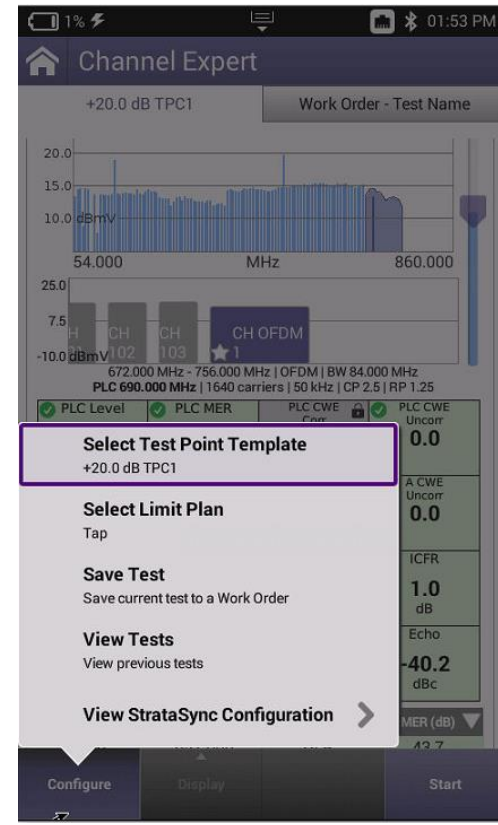 1% 01:53 PM
Channel Expert
+20.0 dB TPC1 Work Order - Test Name
20.0
15.0
10.0 dBmV
54.000 MHz 860.000
25.0
7.5
-10.0 dBmV
CH 102
CH 103
CH OFDM 1
672.000 MHz - 756.000 MHz | OFDM | BW 84.000 MHz
PLC 690.000 MHz | 1640 carriers | 50 kHz | CP 2.5 | RP 1.25
PLC Level PLC MER PLC CWE Corr PLC CWE Uncorr
0.0
A CWE Uncorr
0.0
ICFR
1.0
dB
Echo
-40.2
dBc
MER (dB)
43.7
Select Test Point Template
+20.0 dB TPC1
Select Limit Plan
Tap
Save Test
Save current test to a Work Order
View Tests
View previous tests
View StrataSync Configuration
Configure Display Start